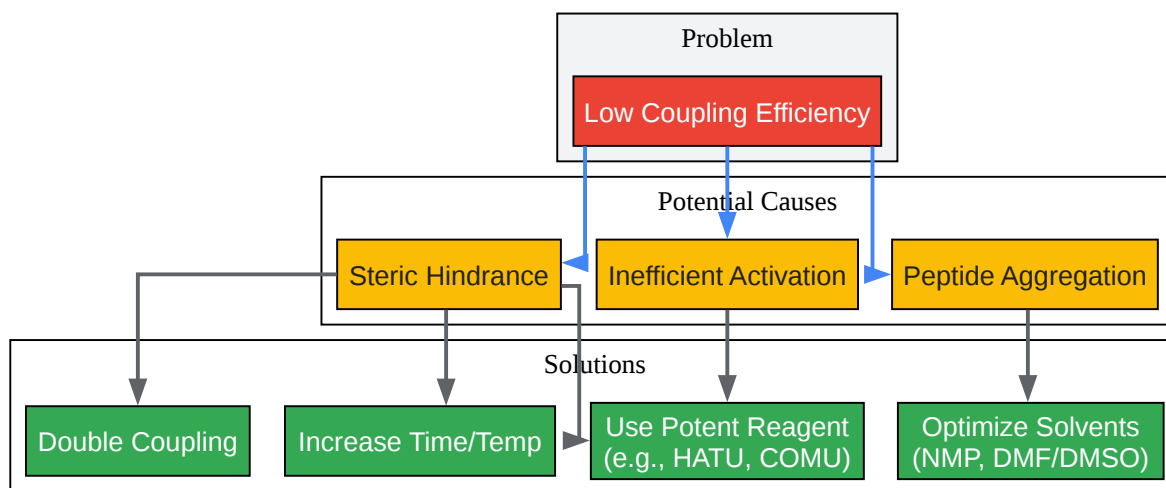 Problem
Low Coupling Efficiency
Potential Causes
Steric Hindrance
Inefficient Activation
Peptide Aggregation
Solutions
Double Coupling
Increase Time/Temp
Use Potent Reagent
(e.g., HATU, COMU)
Optimize Solvents
(NMP, DMF/DMSO)